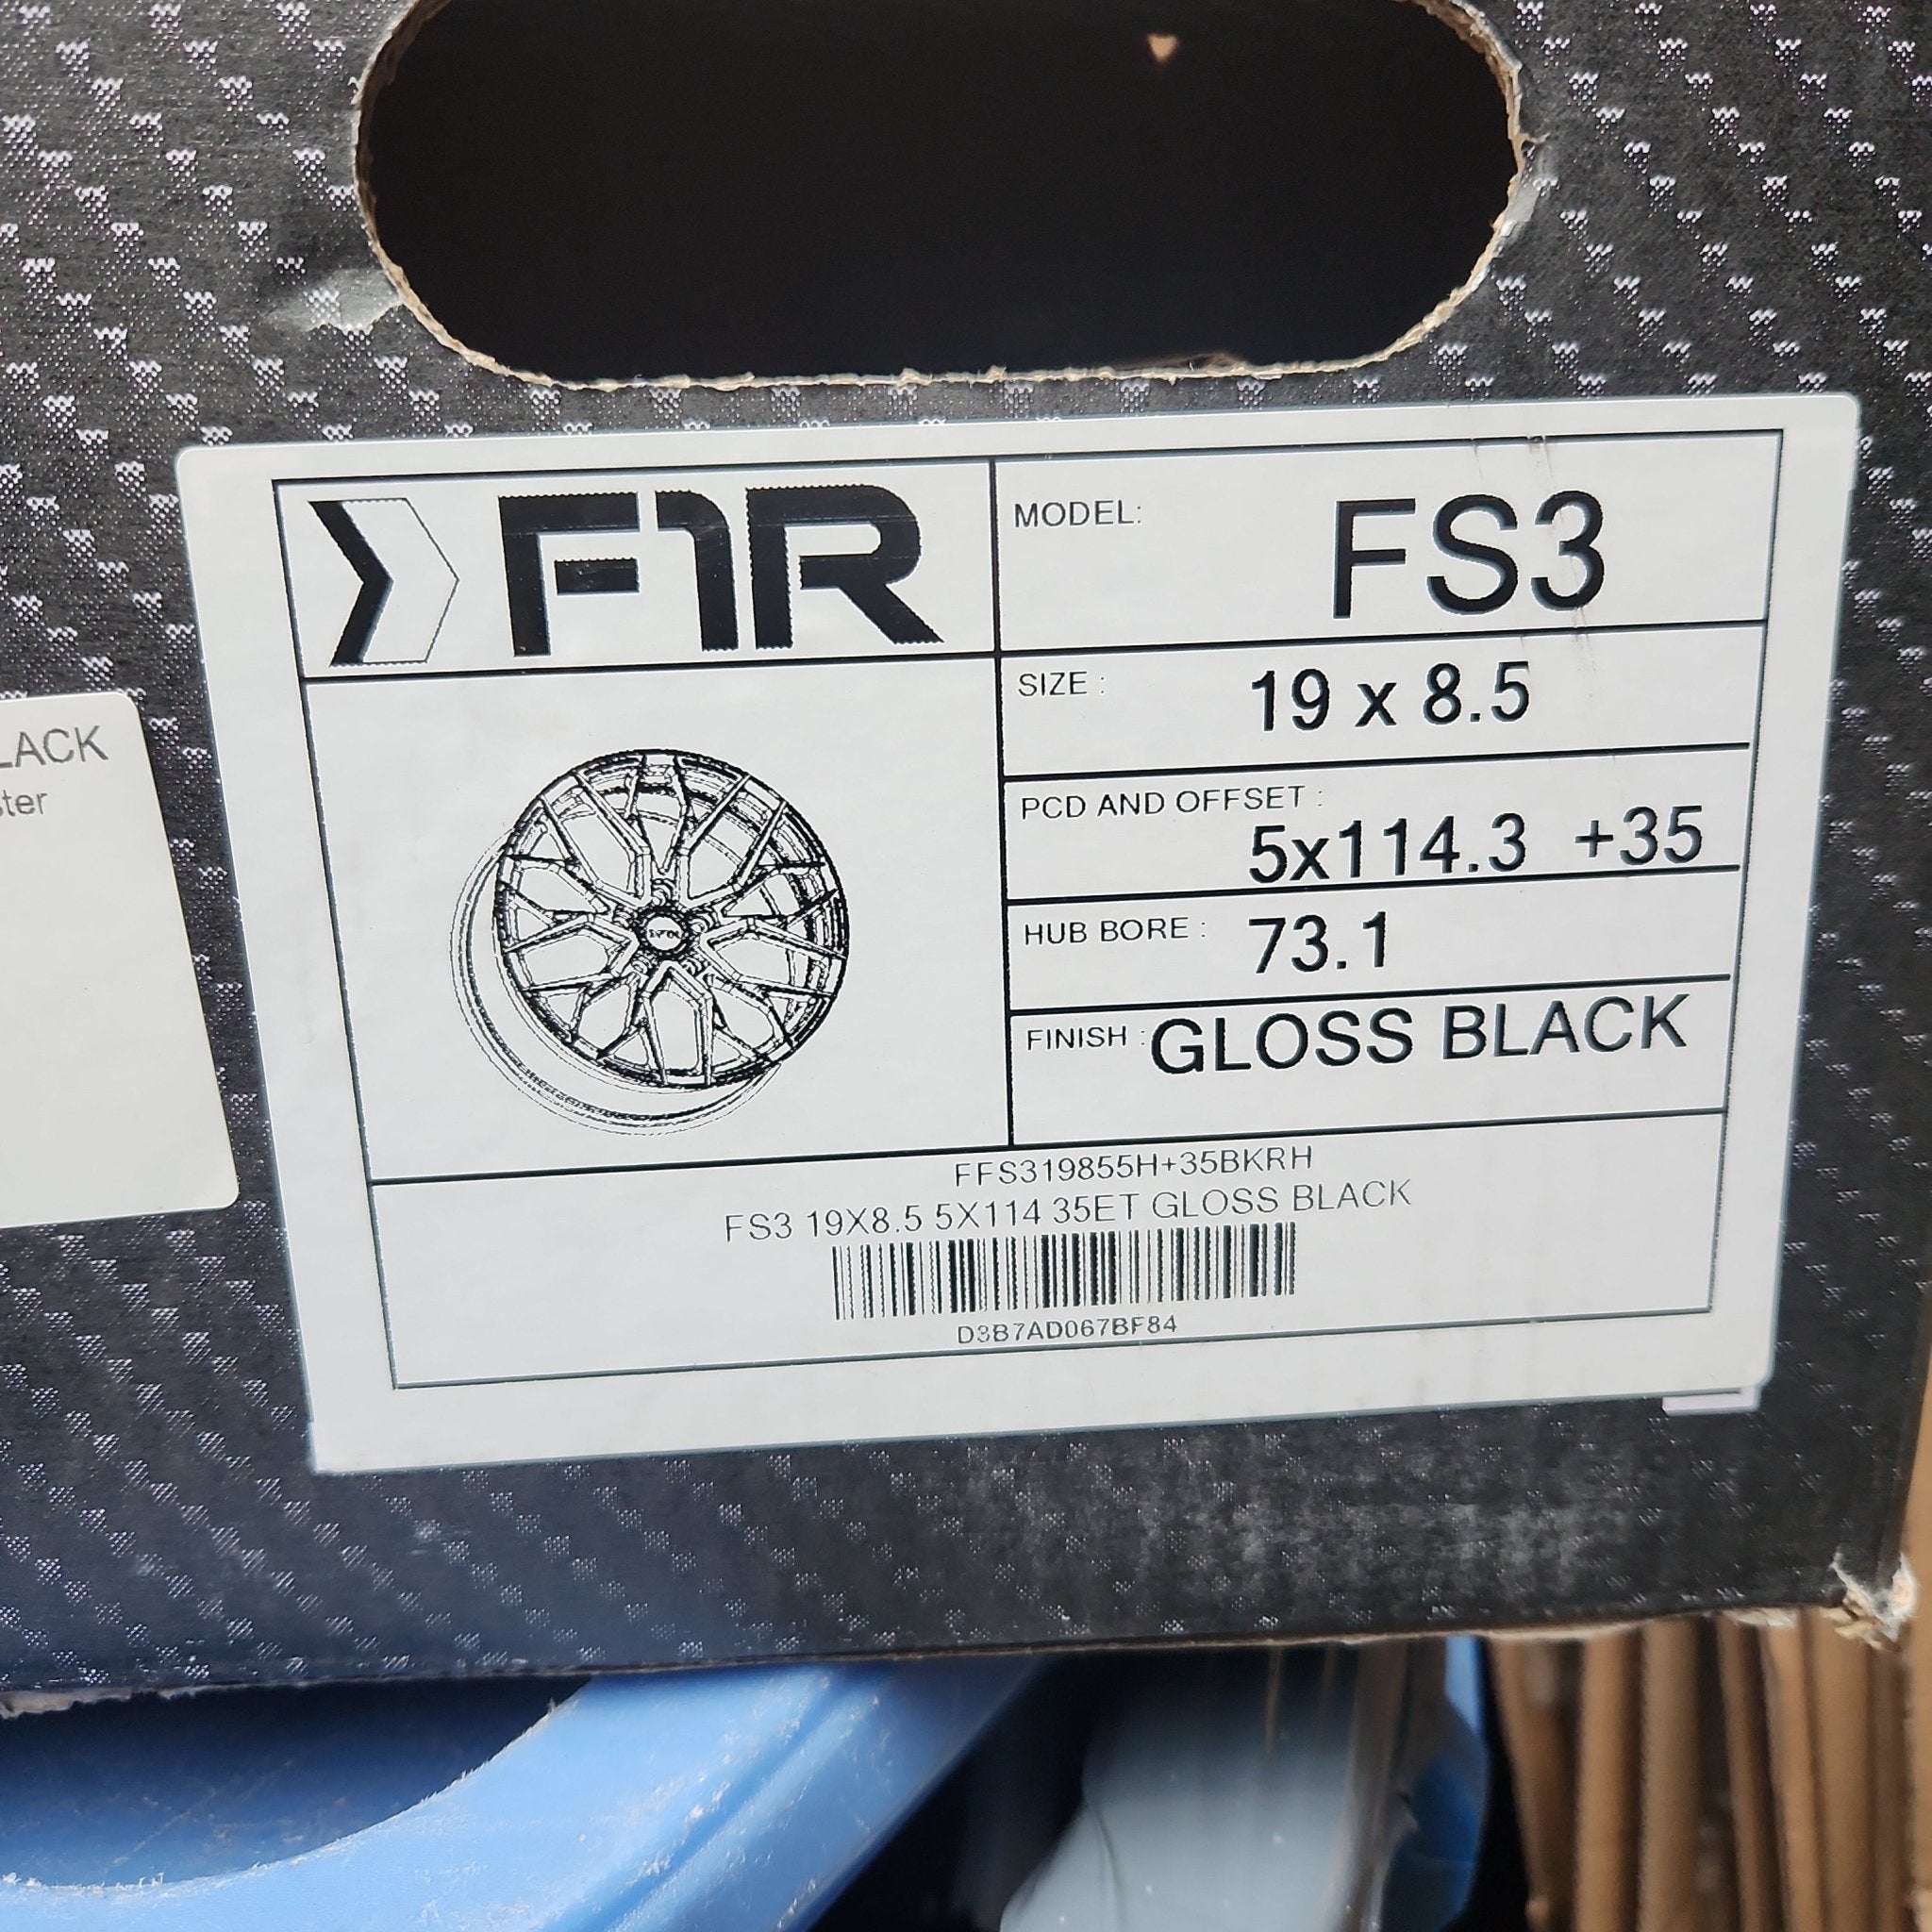 F1R
MODEL: FS3
SIZE : 19 x 8.5
PCD AND OFFSET :
5x114.3 +35
HUB BORE : 73.1
FINISH : GLOSS BLACK
FFS319855H+35BKRH
FS3 19X8.5 5X114 35ET GLOSS BLACK
D3B7AD067BF84
LACK
ster